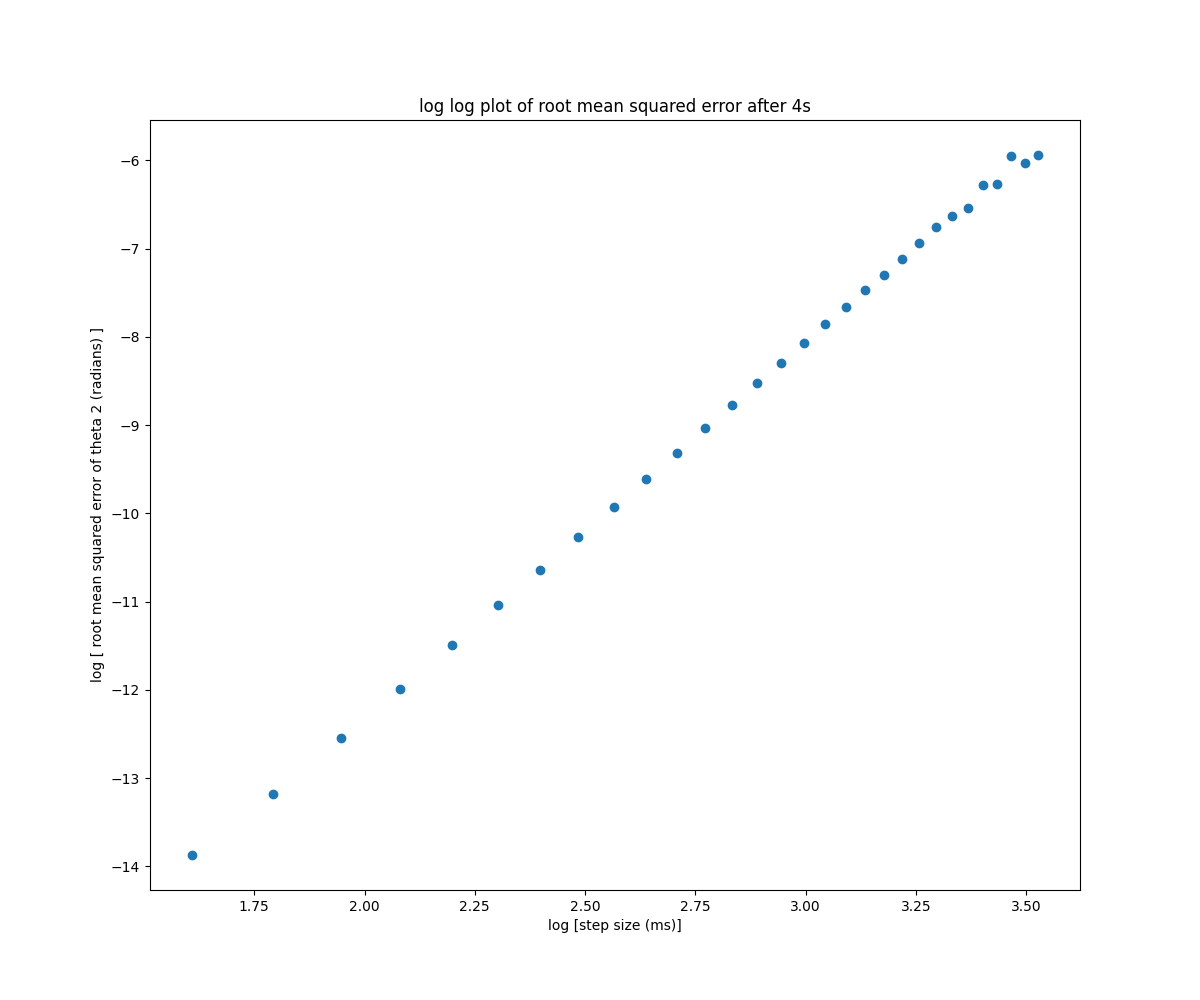 log log plot of root mean squared error after 4s
−6
−7
−8
−9
−10
−11
−12
−13
−14
log [ root mean squared error of theta 2 (radians) ]
1.75 2.00 2.25 2.50 2.75 3.00 3.25 3.50
log [step size (ms)]